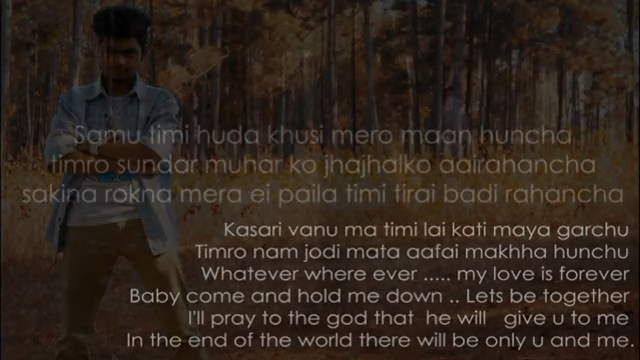 Samu timi huda khusi mero maan huncha
timro sundar muhar ko jhajhalko aairahancha
sakina rokna mera ei paila timi tirai badi rahancha
Kasari vanu ma timi lai kati maya garchu
Timro nam jodi mata aafai makhha hunchu
Whatever where ever ..... my love is forever
Baby come and hold me down .. Lets be together
I'll pray to the god that he will give u to me
In the end of the world there will be only u and me.